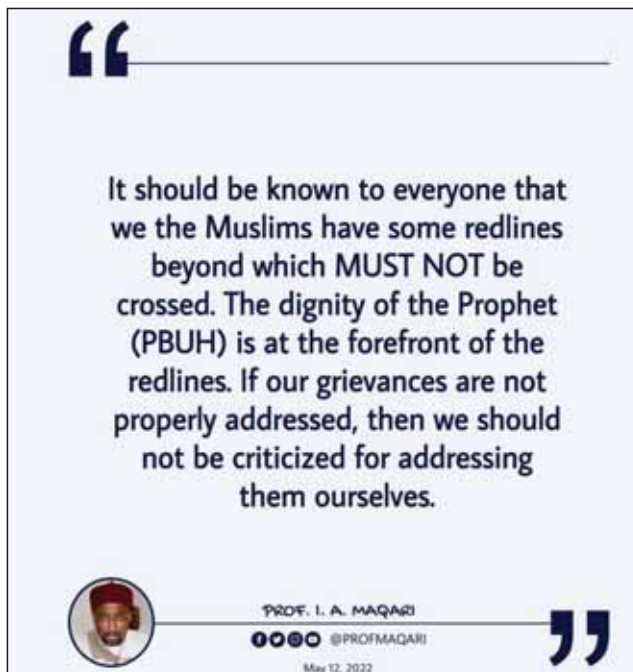 It should be known to everyone that
we the Muslims have some redlines
beyond which MUST NOT be
crossed. The dignity of the Prophet
(PBUH) is at the forefront of the
redlines. If our grievances are not
properly addressed, then we should
not be criticized for addressing
them ourselves.
PROF. I. A. MAQARI
@PROFMAQARI
May 12, 2022